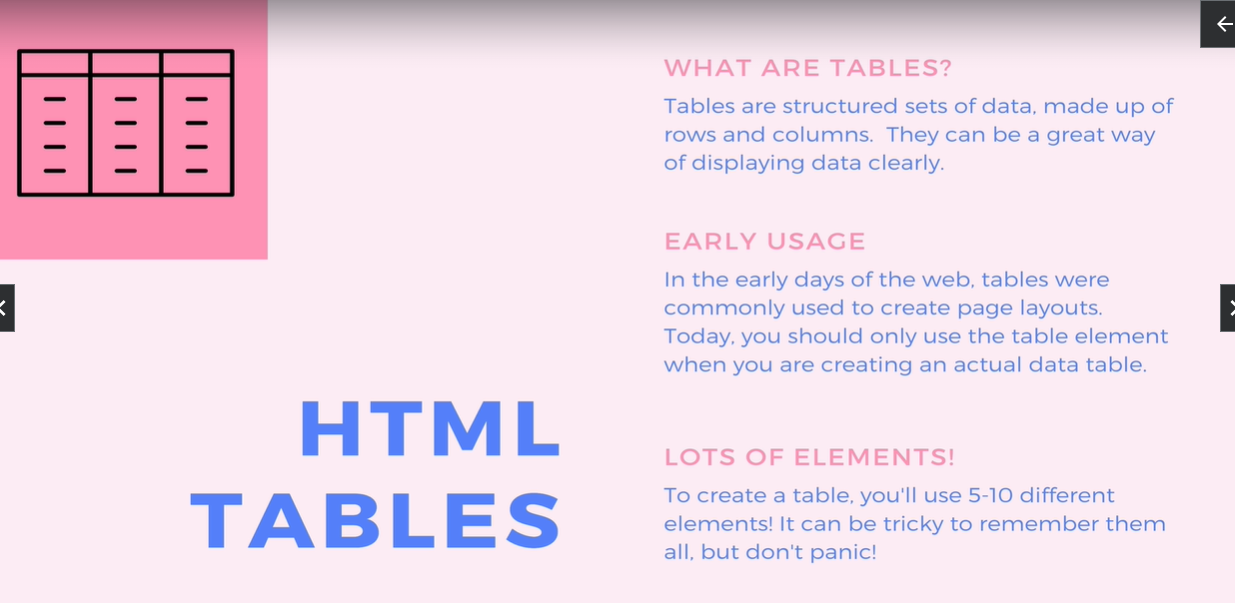 HTML
TABLES
WHAT ARE TABLES?
Tables are structured sets of data, made up of
rows and columns.  They can be a great way
of displaying data clearly.
EARLY USAGE
In the early days of the web, tables were
commonly used to create page layouts.
Today, you should only use the table element
when you are creating an actual data table.
LOTS OF ELEMENTS!
To create a table, you'll use 5-10 different
elements! It can be tricky to remember them
all, but don't panic!